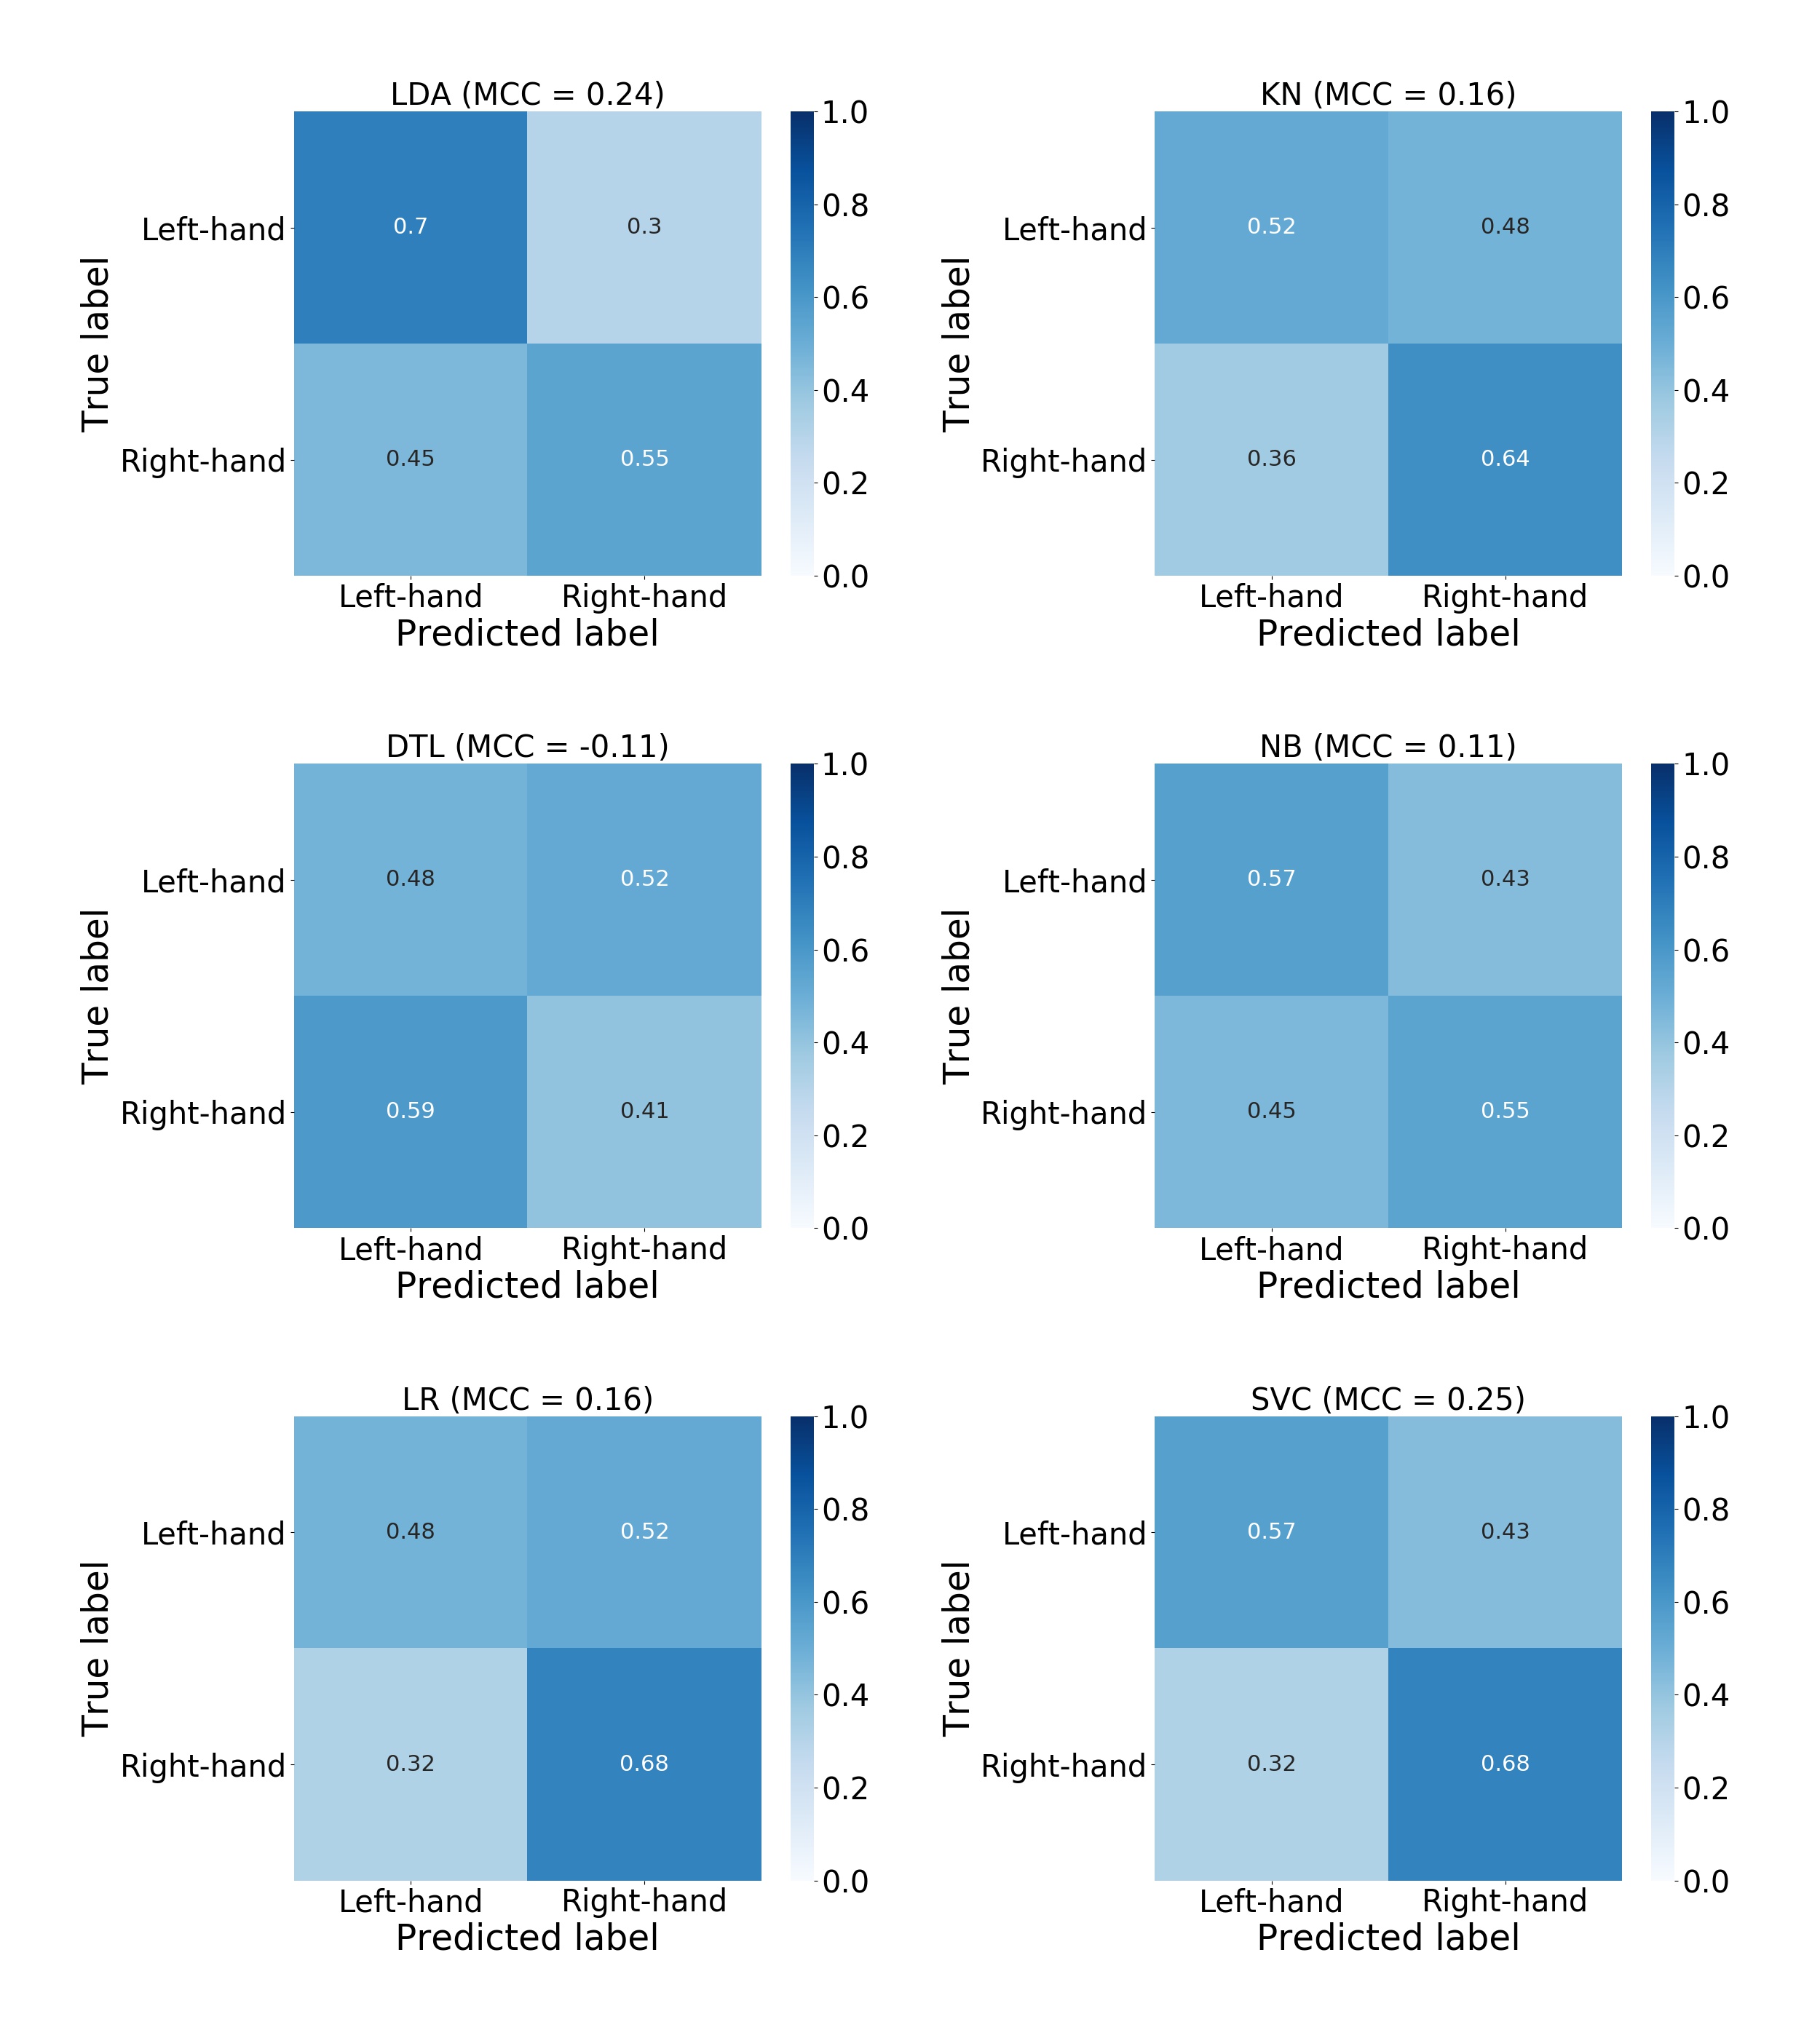 LDA (MCC = 0.24)
True label
Left-hand
0.7 0.3
Right-hand
0.45 0.55
Left-hand Right-hand
Predicted label
1.0
0.8
0.6
0.4
0.2
0.0
KN (MCC = 0.16)
True label
Left-hand
0.52 0.48
Right-hand
0.36 0.64
Left-hand Right-hand
Predicted label
1.0
0.8
0.6
0.4
0.2
0.0
DTL (MCC = -0.11)
True label
Left-hand
0.48 0.52
Right-hand
0.59 0.41
Left-hand Right-hand
Predicted label
1.0
0.8
0.6
0.4
0.2
0.0
NB (MCC = 0.11)
True label
Left-hand
0.57 0.43
Right-hand
0.45 0.55
Left-hand Right-hand
Predicted label
1.0
0.8
0.6
0.4
0.2
0.0
LR (MCC = 0.16)
True label
Left-hand
0.48 0.52
Right-hand
0.32 0.68
Left-hand Right-hand
Predicted label
1.0
0.8
0.6
0.4
0.2
0.0
SVC (MCC = 0.25)
True label
Left-hand
0.57 0.43
Right-hand
0.32 0.68
Left-hand Right-hand
Predicted label
1.0
0.8
0.6
0.4
0.2
0.0